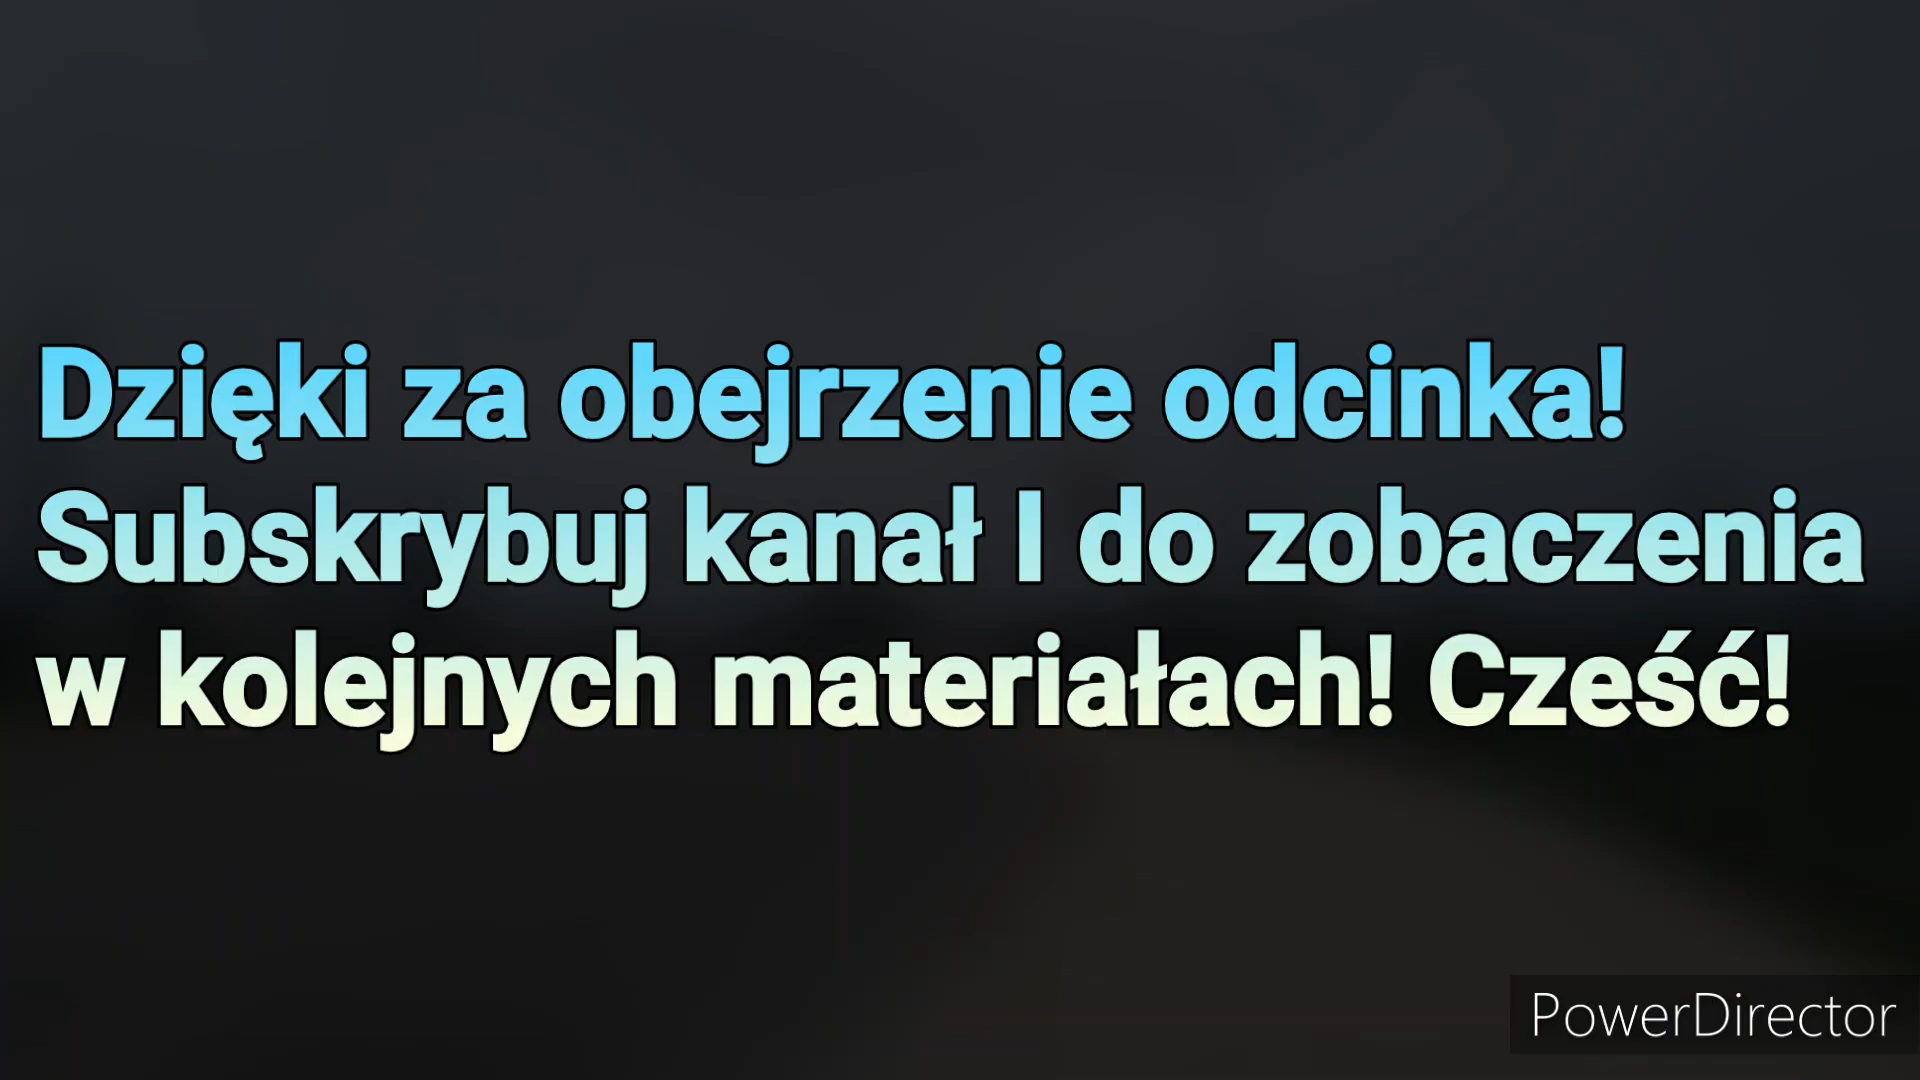 Dzięki za obejrzenie odcinka!
Subskrybuj kanał I do zobaczenia
w kolejnych materiałach! Cześć!
PowerDirector